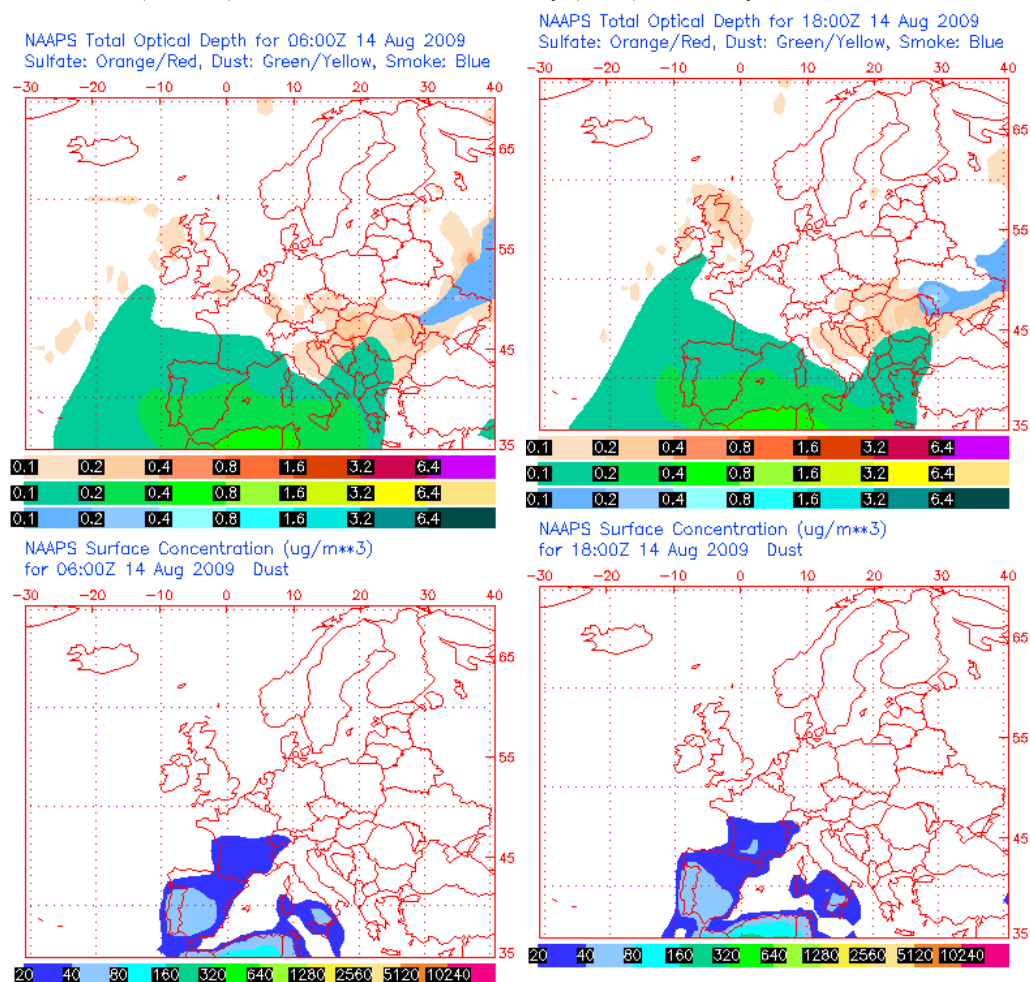 NAAPS Total Optical Depth for 06:00Z 14 Aug 2009
Sulfate: Orange/Red, Dust: Green/Yellow, Smoke: Blue
-30 -20 -10 0 10 20 30 40
65
55
45
35
0.1 0.2 0.4 0.8 1.6 3.2 6.4
0.1 0.2 0.4 0.8 1.6 3.2 6.4
0.1 0.2 0.4 0.8 1.6 3.2 6.4
NAAPS Total Optical Depth for 18:00Z 14 Aug 2009
Sulfate: Orange/Red, Dust: Green/Yellow, Smoke: Blue
-30 -20 -10 0 10 20 30 40
65
55
45
35
0.1 0.2 0.4 0.8 1.6 3.2 6.4
0.1 0.2 0.4 0.8 1.6 3.2 6.4
0.1 0.2 0.4 0.8 1.6 3.2 6.4
NAAPS Surface Concentration (ug/m**3)
for 06:00Z 14 Aug 2009 Dust
-30 -20 -10 0 10 20 30 40
65
55
45
35
20 40 80 160 320 640 1280 2560 5120 10240
NAAPS Surface Concentration (ug/m**3)
for 18:00Z 14 Aug 2009 Dust
-30 -20 -10 0 10 20 30 40
65
55
45
35
20 40 80 160 320 640 1280 2560 5120 10240